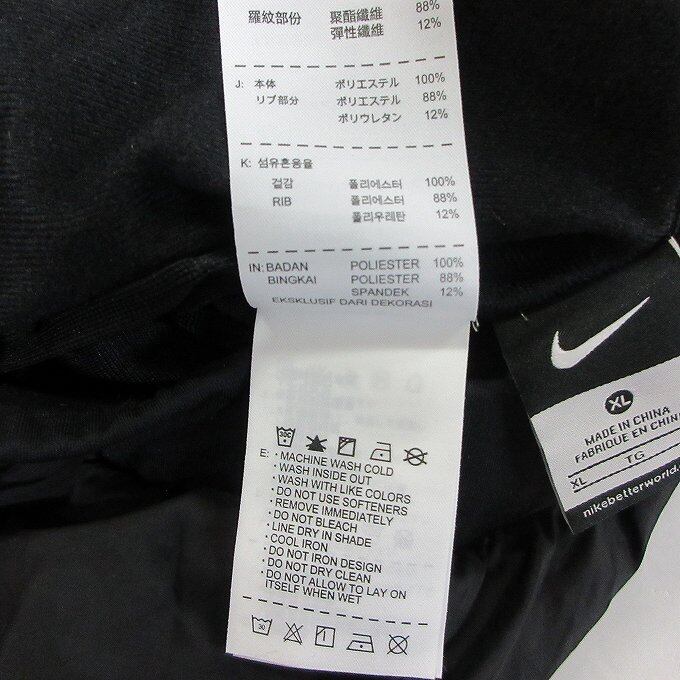 聚酯纖維 88%
羅紋部份 彈性纖維 12%
J: 本体 ポリエステル 100%
リブ部分 ポリエステル 88%
ポリウレタン 12%
K: 섬유혼용율
겉감 폴리에스터 100%
RIB 폴리에스터 88%
폴리우레탄 12%
IN: BADAN POLIESTER 100%
BINGKAI POLIESTER 88%
SPANDEK 12%
EKSKLUSIF DARI DEKORASI
30C
E: · MACHINE WASH COLD
· WASH INSIDE OUT
· WASH WITH LIKE COLORS
· DO NOT USE SOFTENERS
· REMOVE IMMEDIATELY
· DO NOT BLEACH
· LINE DRY IN SHADE
· COOL IRON
· DO NOT IRON DESIGN
· DO NOT DRY CLEAN
· DO NOT ALLOW TO LAY ON
ITSELF WHEN WET
30
XL
MADE IN CHINA
FABRIQUE EN CHINE
XL TG
nikebetterworld.